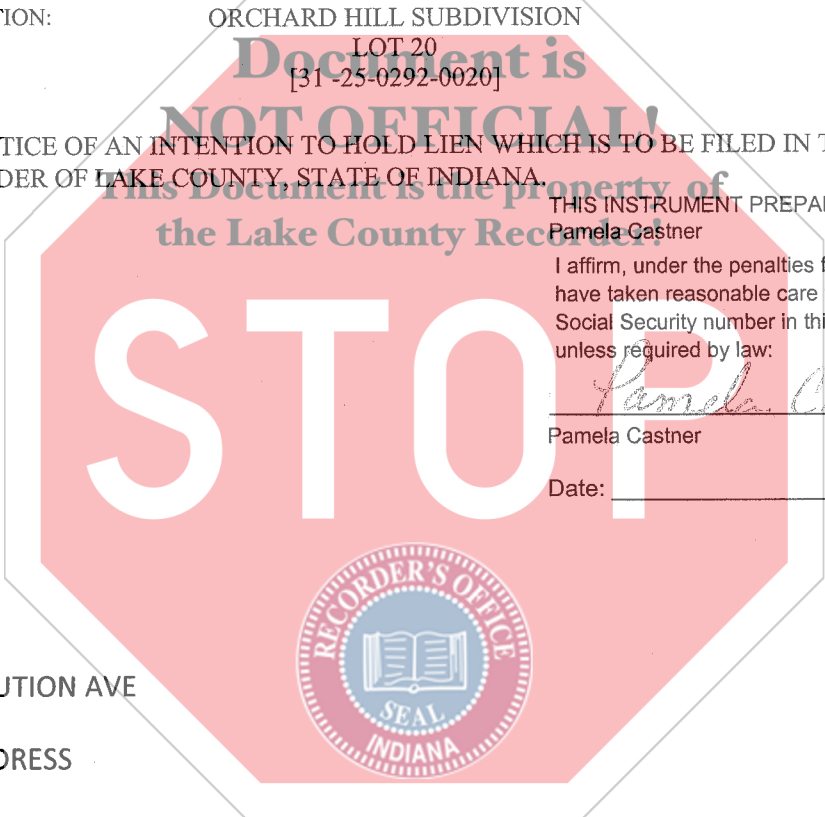 TION: ORCHARD HILL SUBDIVISION
LOT 20
Document is
[31 -25-0292-0020]
NOT OFFICIAL!
TICE OF AN INTENTION TO HOLD LIEN WHICH IS TO BE FILED IN T
DER OF LAKE COUNTY, STATE OF INDIANA.
This Document is the property of
the Lake County Recorder!
THIS INSTRUMENT PREPA
Pamela Castner
I affirm, under the penalties f
have taken reasonable care
Social Security number in thi
unless required by law:
Pamela C
Pamela Castner
Date:
STOP
RECORDER'S OFFICE
SEAL
INDIANA
UTION AVE
DRESS